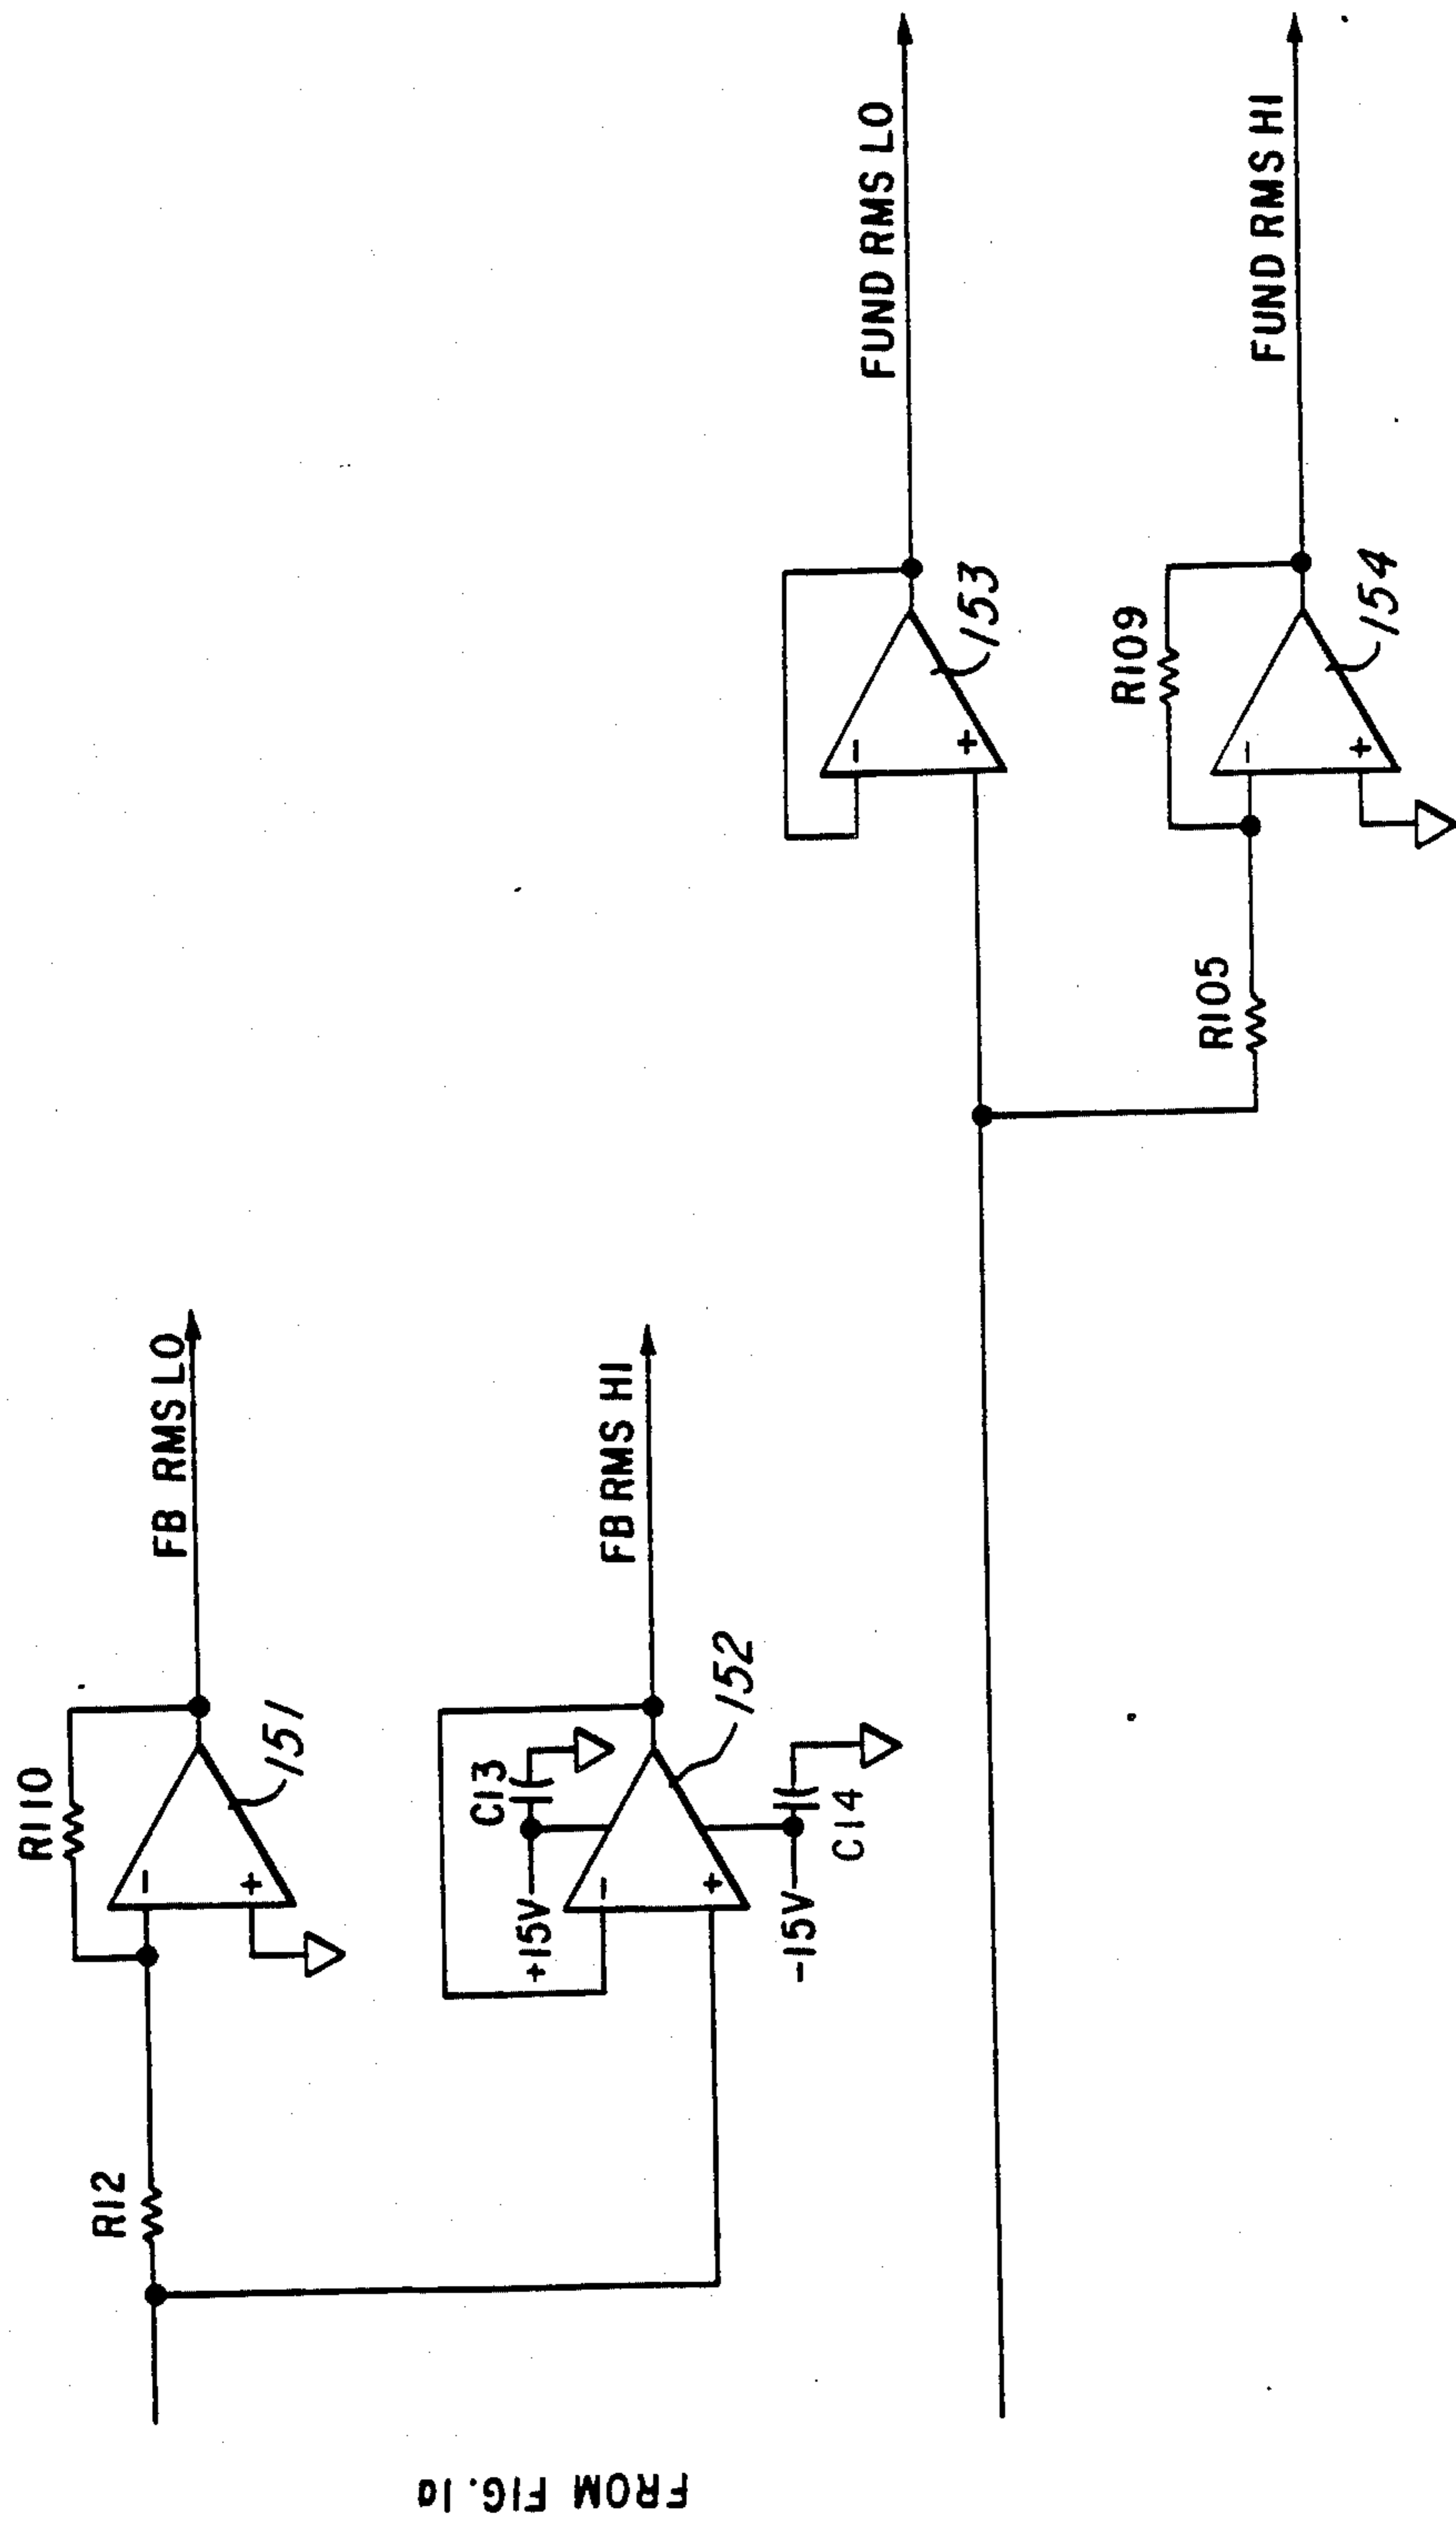 R110
FB RMS LO
R12
-
+
151
C13
+15V
-
+
152
FB RMS HI
-15V
C14
FROM FIG. 1a
FUND RMS LO
-
+
153
R109
R105
-
+
154
FUND RMS HI